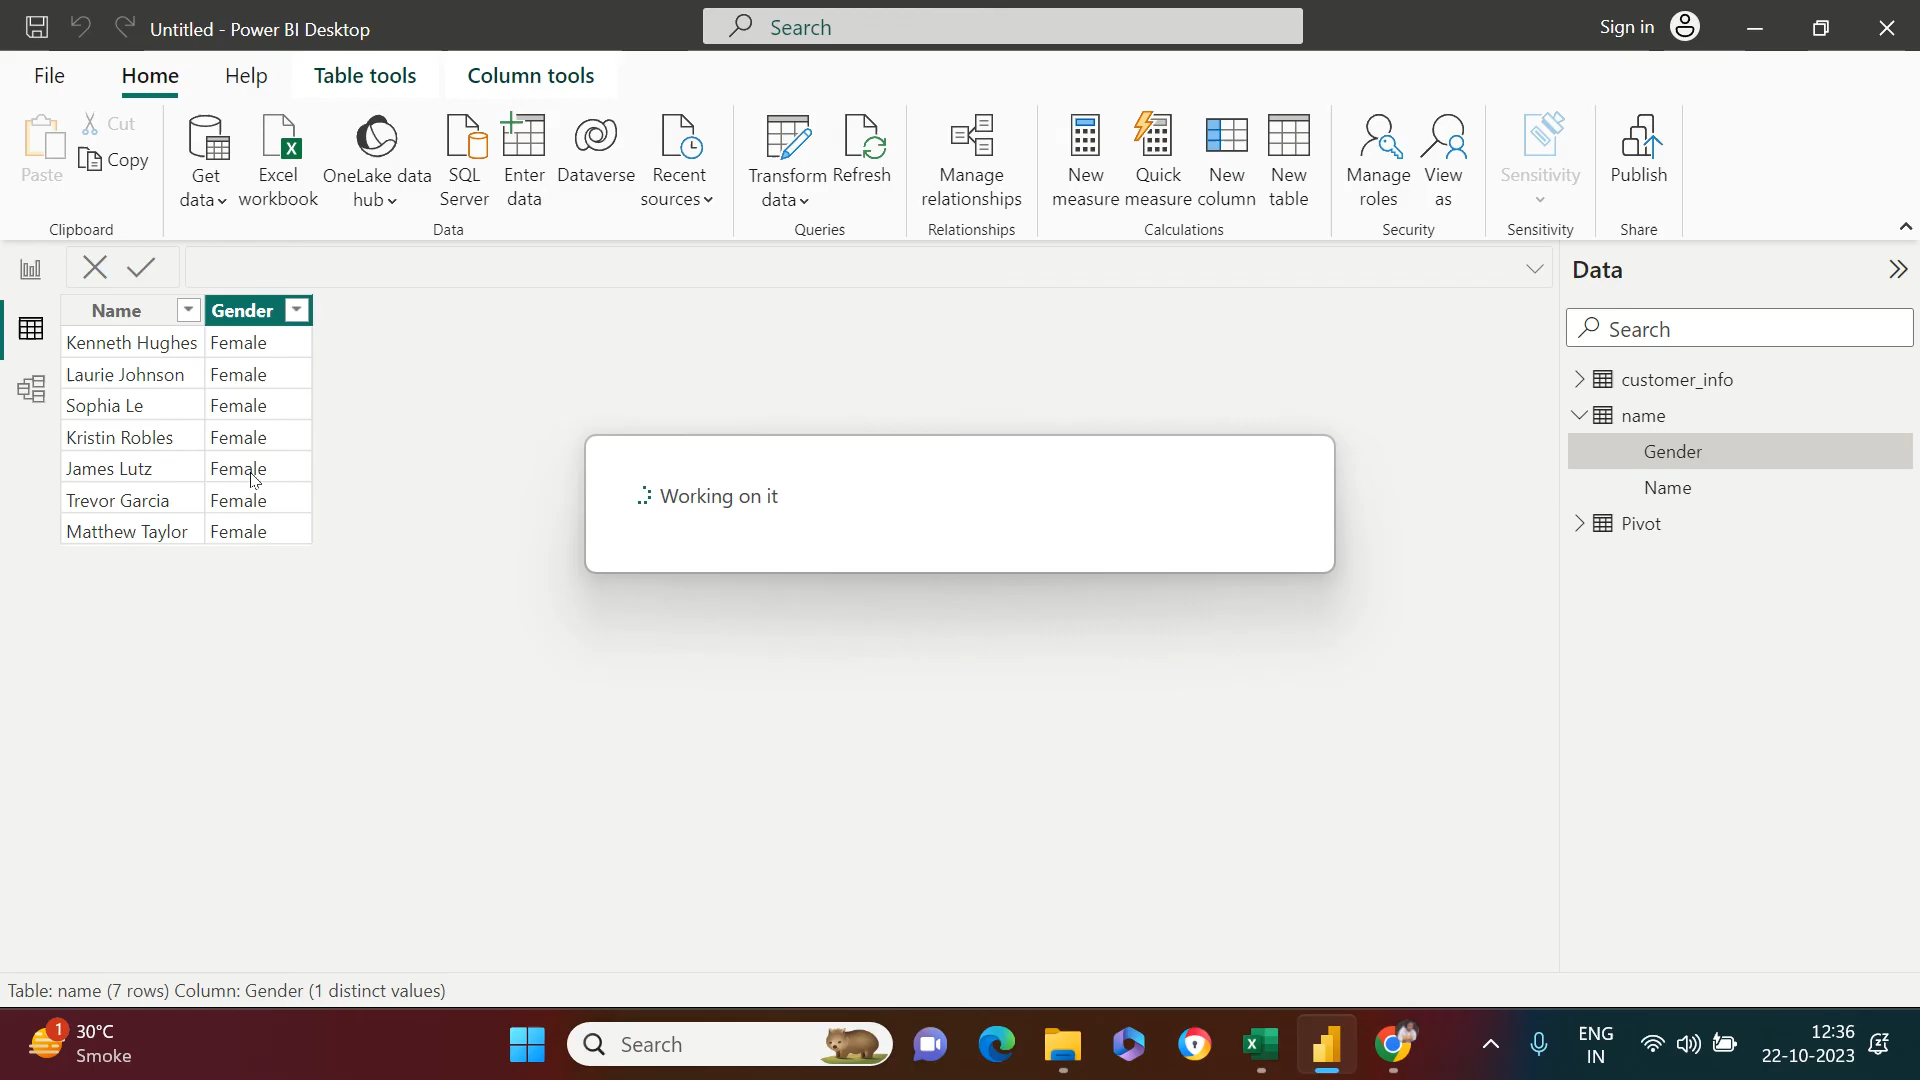 Untitled - Power BI Desktop
Search
Sign in
File
Home
Help
Table tools
Column tools
Paste
Cut
Copy
Get data
Excel workbook
OneLake data hub
SQL Server
Enter data
Dataverse
Recent sources
Transform data
Refresh
Manage relationships
New measure
Quick measure
New column
New table
Manage roles
View as
Sensitivity
Publish
Clipboard
Data
Queries
Relationships
Calculations
Security
Sensitivity
Share
Name Gender
Kenneth Hughes Female
Laurie Johnson Female
Sophia Le Female
Kristin Robles Female
James Lutz Female
Trevor Garcia Female
Matthew Taylor Female
Working on it
Data
Search
customer_info
name
Gender
Name
Pivot
Table: name (7 rows) Column: Gender (1 distinct values)
1
30°C
Smoke
Search
ENG
IN
12:36
22-10-2023